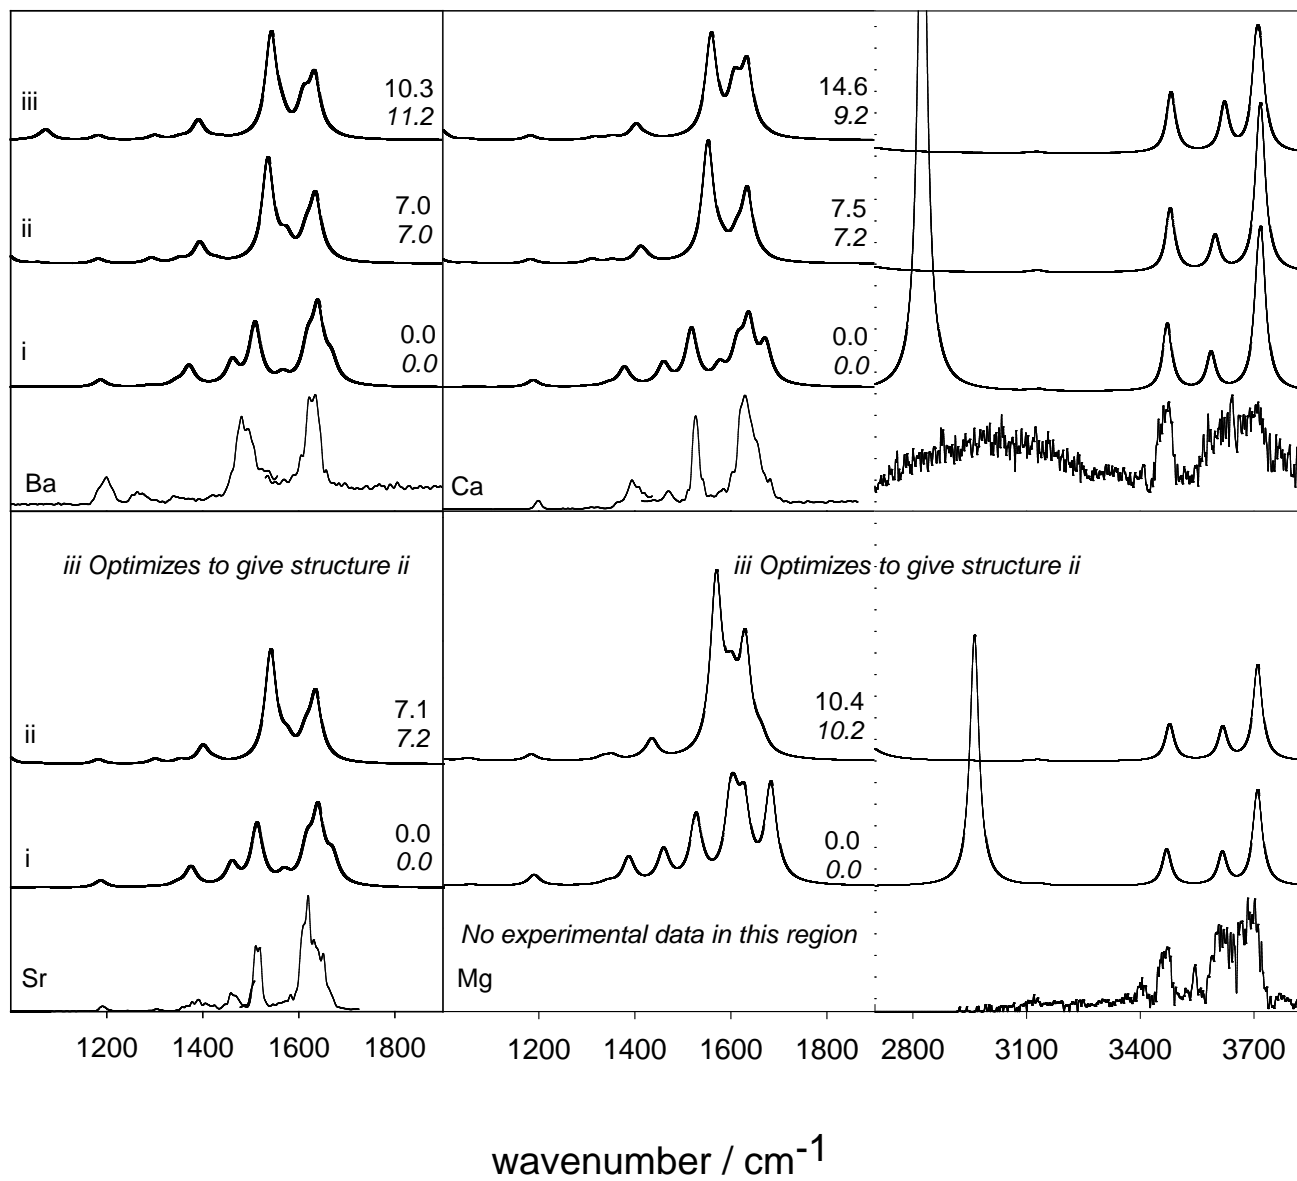 iii
10.3
11.2
14.6
9.2
ii
7.0
7.0
7.5
7.2
i
0.0
0.0
0.0
0.0
Ba
Ca
iii Optimizes to give structure ii
iii Optimizes to give structure ii
ii
7.1
7.2
10.4
10.2
i
0.0
0.0
0.0
0.0
No experimental data in this region
Sr
Mg
1200 1400 1600 1800 1200 1400 1600 1800 2800 3100 3400 3700
wavenumber / cm-1